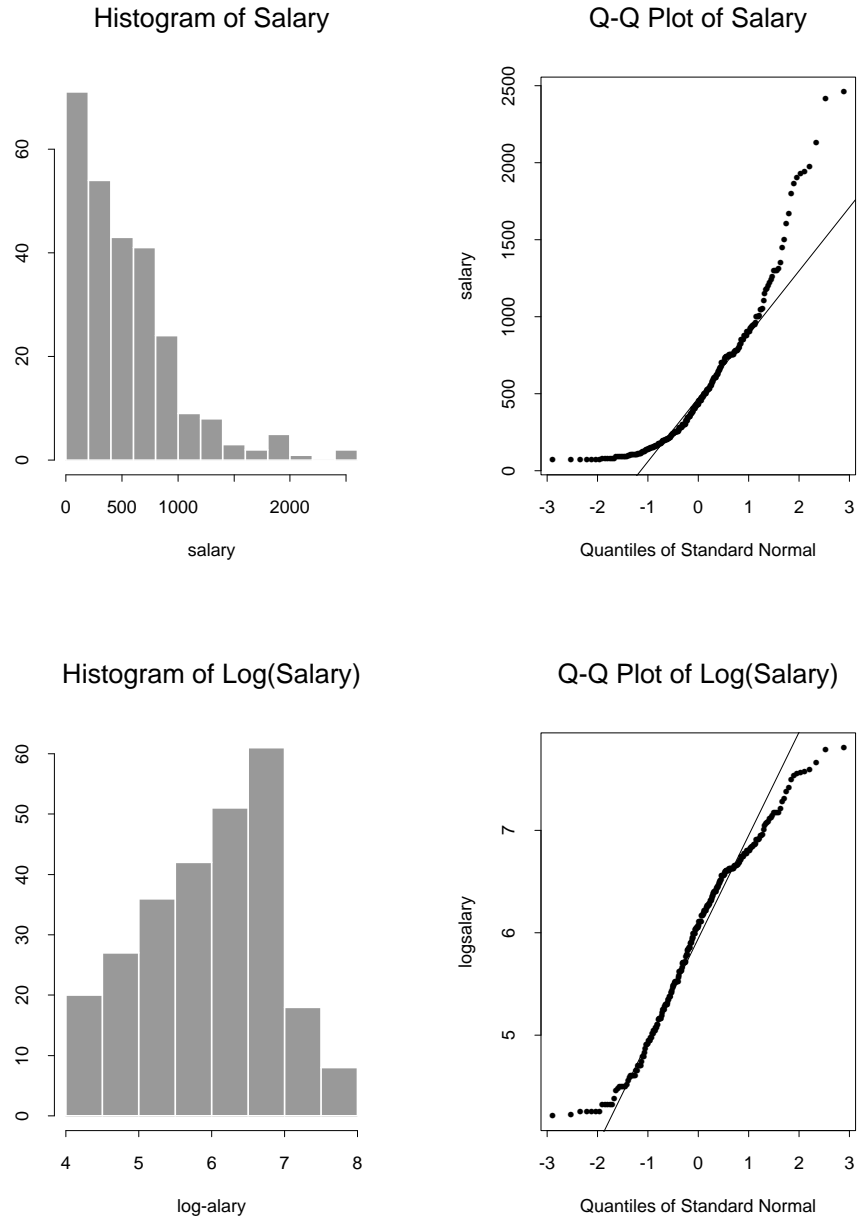 Histogram of Salary
60
40
20
0
0 500 1000 2000
salary
Q-Q Plot of Salary
2500
2000
1500
1000
500
0
salary
-3 -2 -1 0 1 2 3
Quantiles of Standard Normal
Histogram of Log(Salary)
60
50
40
30
20
10
0
4 5 6 7 8
log-alary
Q-Q Plot of Log(Salary)
7
6
5
logsalary
-3 -2 -1 0 1 2 3
Quantiles of Standard Normal